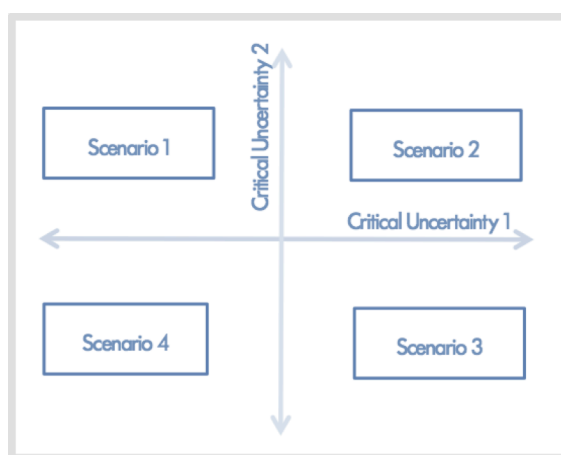 Critical Uncertainty 2
Scenario 1
Scenario 2
Critical Uncertainty 1
Scenario 4
Scenario 3